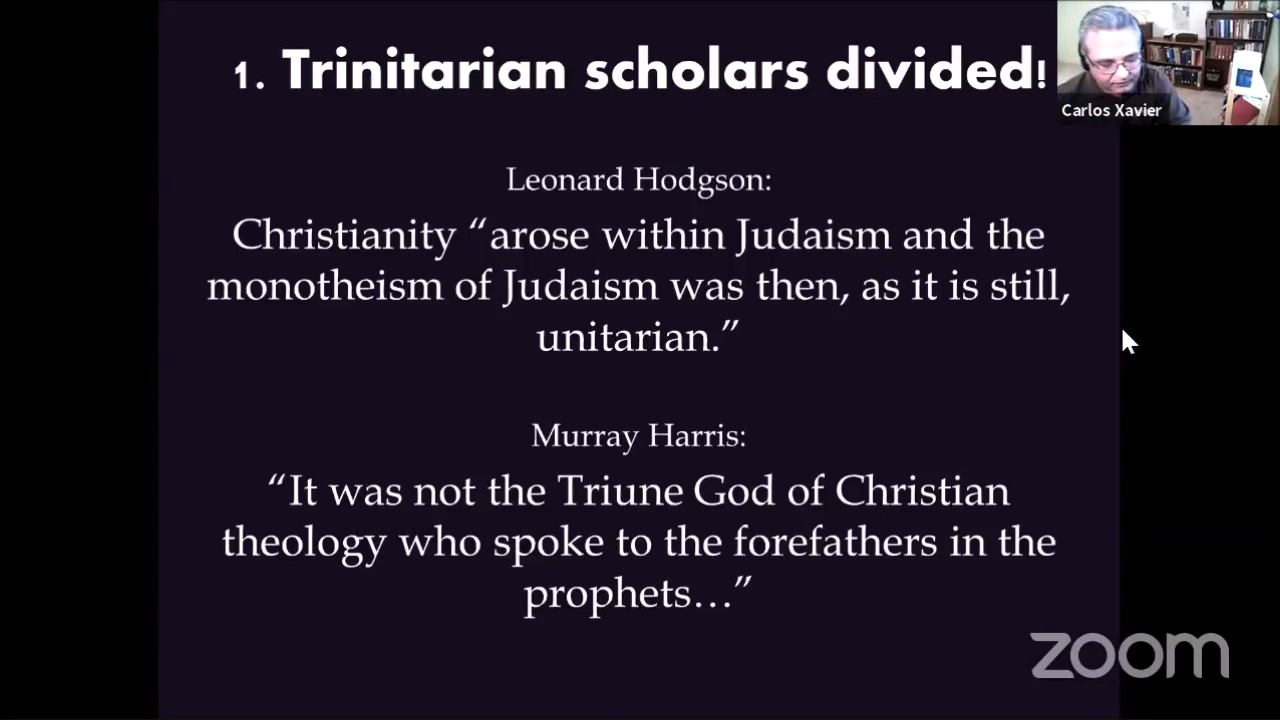 1. Trinitarian scholars divided!
Carlos Xavier
Leonard Hodgson:
Christianity “arose within Judaism and the
monotheism of Judaism was then, as it is still,
unitarian.”
Murray Harris:
“It was not the Triune God of Christian
theology who spoke to the forefathers in the
prophets…”
zoom